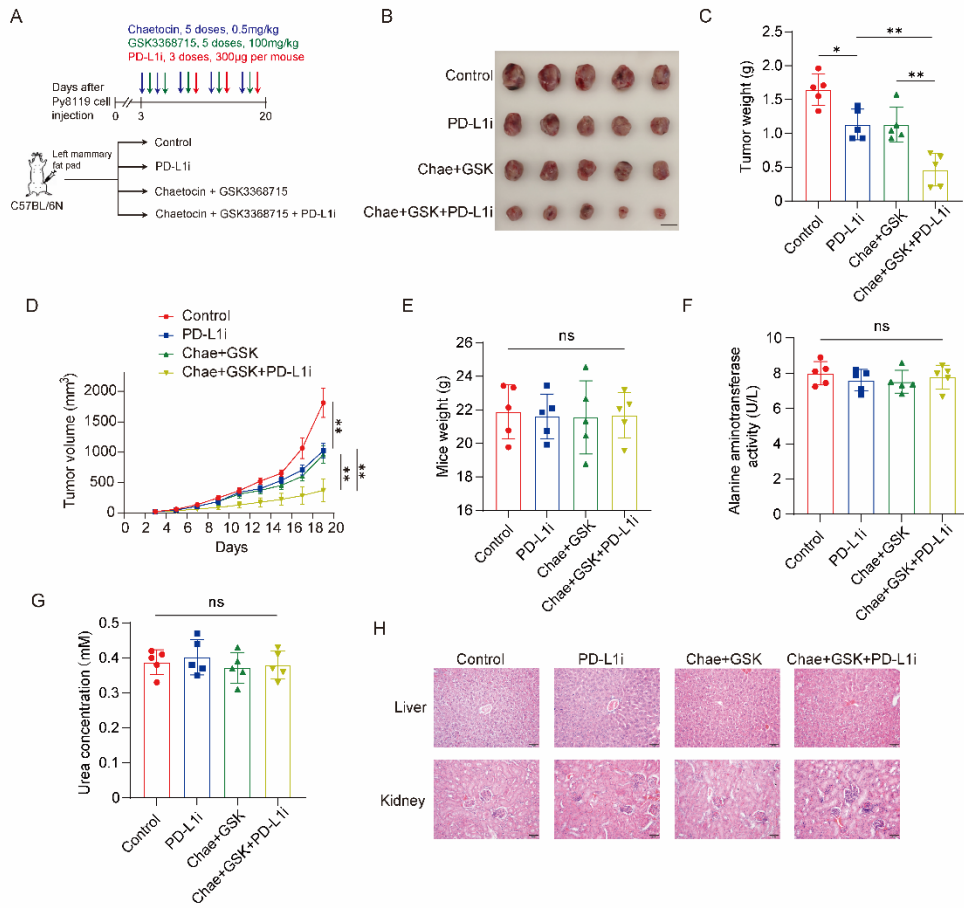 A
Chaetocin, 5 doses, 0.5mg/kg
GSK3368715, 5 doses, 100mg/kg
PD-L1i, 3 doses, 300μg per mouse
Days after
Py8119 cell
injection
0
3
20
Left mammary
fat pad
C57BL/6N
Control
PD-L1i
Chaetocin + GSK3368715
Chaetocin + GSK3368715 + PD-L1i
B
Control
PD-L1i
Chae+GSK
Chae+GSK+PD-L1i
C
Tumor weight (g)
2.5
2.0
1.5
1.0
0.5
0.0
*
**
**
Control
PD-L1i
Chae+GSK
Chae+GSK+PD-L1i
D
Control
PD-L1i
Chae+GSK
Chae+GSK+PD-L1i
Tumor volume (mm³)
2000
1500
1000
500
0
0 2 4 6 8 10 12 14 16 18 20
Days
**
**
**
E
Mice weight (g)
26
24
22
20
18
16
ns
Control
PD-L1i
Chae+GSK
Chae+GSK+PD-L1i
F
Alanine aminotransferase
activity (U/L)
10
8
6
4
2
0
ns
Control
PD-L1i
Chae+GSK
Chae+GSK+PD-L1i
G
Urea concentration (mM)
0.5
0.4
0.3
0.2
0.1
0
ns
Control
PD-L1i
Chae+GSK
Chae+GSK+PD-L1i
H
Control
PD-L1i
Chae+GSK
Chae+GSK+PD-L1i
Liver
Kidney